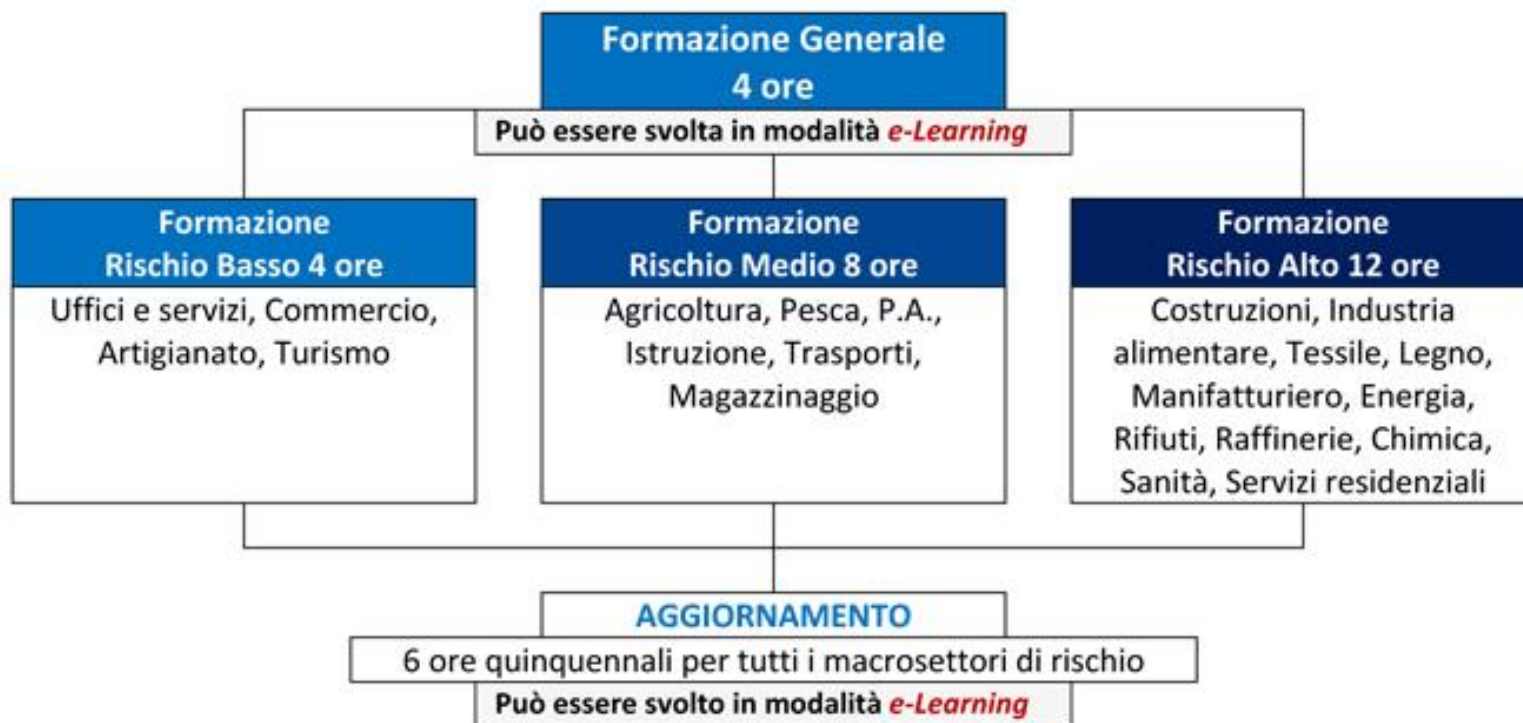 Formazione Generale
4 ore
Può essere svolta in modalità e-Learning
Formazione
Rischio Basso 4 ore
Uffici e servizi, Commercio,
Artigianato, Turismo
Formazione
Rischio Medio 8 ore
Agricoltura, Pesca, P.A.,
Istruzione, Trasporti,
Magazzinaggio
Formazione
Rischio Alto 12 ore
Costruzioni, Industria
alimentare, Tessile, Legno,
Manifatturiero, Energia,
Rifiuti, Raffinerie, Chimica,
Sanità, Servizi residenziali
AGGIORNAMENTO
6 ore quinquennali per tutti i macrosettori di rischio
Può essere svolto in modalità e-Learning